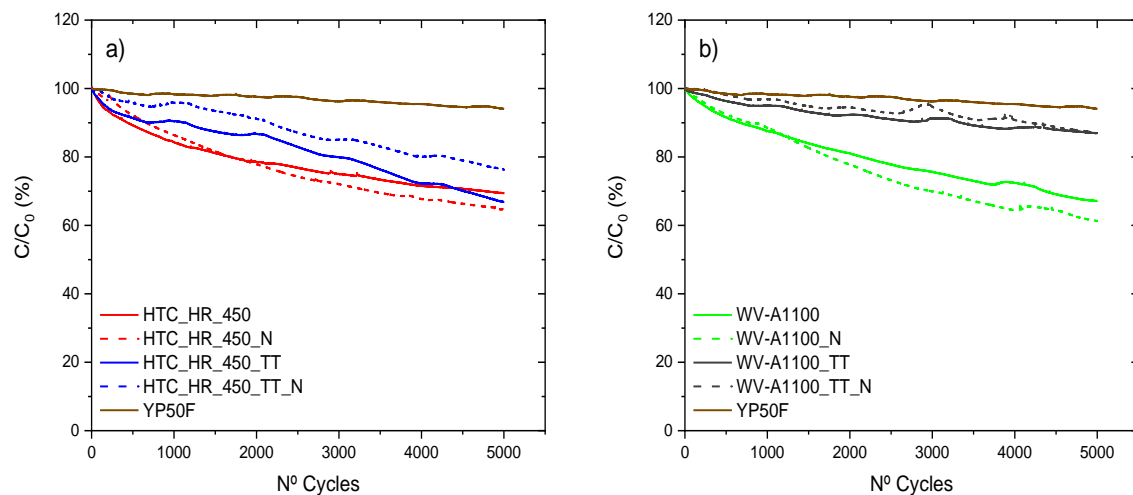 a)
C/C0 (%)
120
100
80
60
40
20
0
HTC_HR_450
HTC_HR_450_N
HTC_HR_450_TT
HTC_HR_450_TT_N
YP50F
0 1000 2000 3000 4000 5000
Nº Cycles
b)
C/C0 (%)
120
100
80
60
40
20
0
WV-A1100
WV-A1100_N
WV-A1100_TT
WV-A1100_TT_N
YP50F
0 1000 2000 3000 4000 5000
Nº Cycles